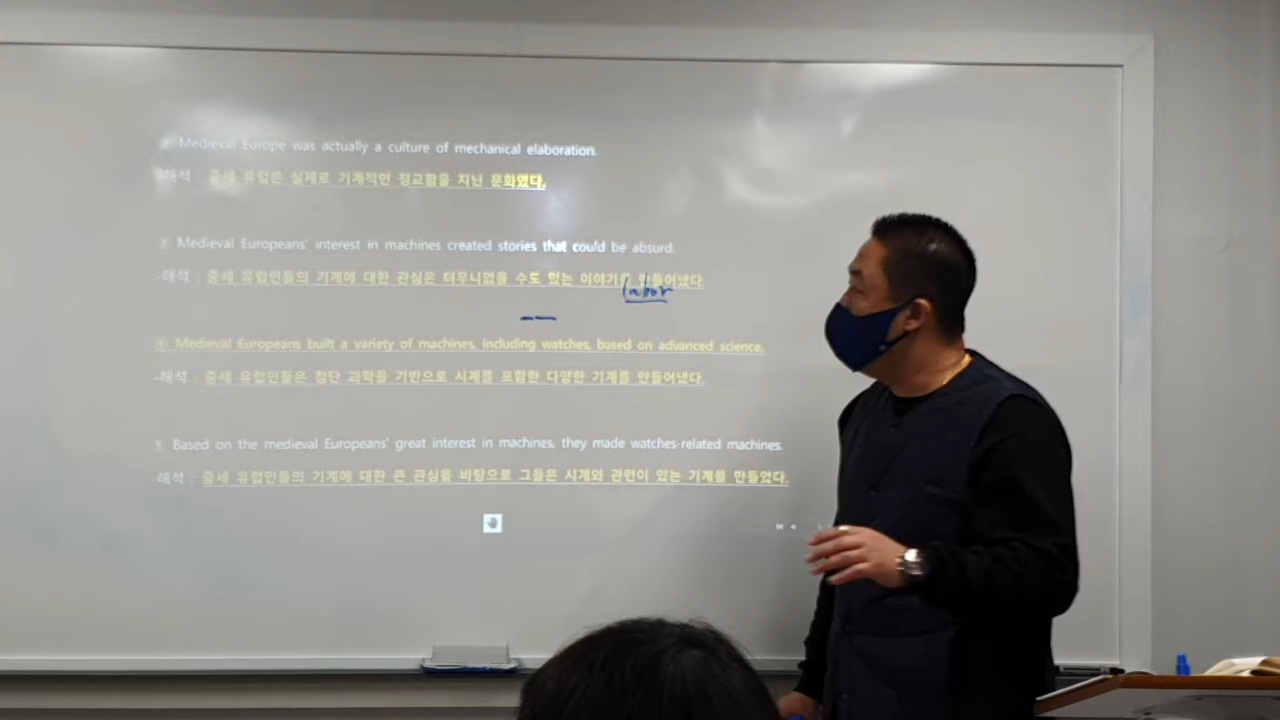 ② Medieval Europe was actually a culture of mechanical elaboration.
-해석 : 중세 유럽은 실제로 기계적인 정교함을 지닌 문화였다.
③ Medieval Europeans' interest in machines created stories that could be absurd.
-해석 : 중세 유럽인들의 기계에 대한 관심은 터무니없을 수도 있는 이야기를 만들어냈다.
labor
④ Medieval Europeans built a variety of machines, including watches, based on advanced science.
-해석 : 중세 유럽인들은 첨단 과학을 기반으로 시계를 포함한 다양한 기계를 만들어냈다.
⑤ Based on the medieval Europeans' great interest in machines, they made watches-related machines.
-해석 : 중세 유럽인들의 기계에 대한 큰 관심을 바탕으로 그들은 시계와 관련이 있는 기계를 만들었다.